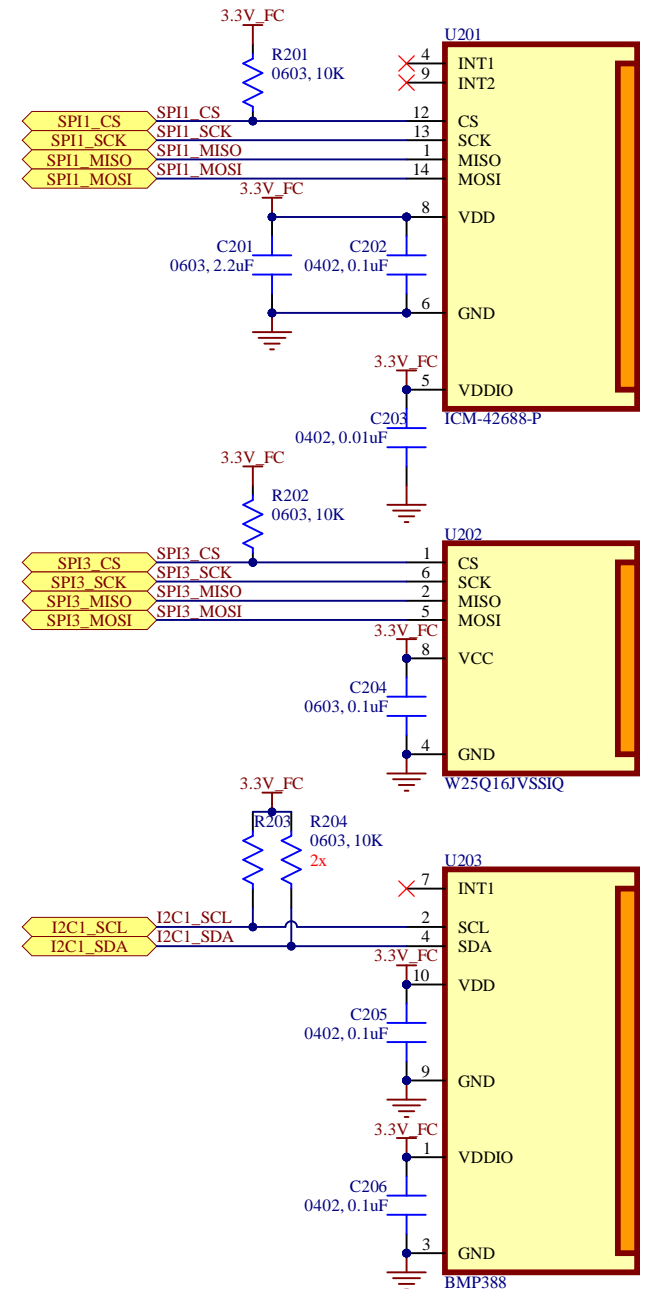 3.3V_FC
U201
R201
0603, 10K
4 INT1
9 INT2
SPI1_CS SPI1_CS 12 CS
SPI1_SCK SPI1_SCK 13 SCK
SPI1_MISO SPI1_MISO 1 MISO
SPI1_MOSI SPI1_MOSI 14 MOSI
3.3V_FC
8 VDD
C201 C202
0603, 2.2uF 0402, 0.1uF
6 GND
3.3V_FC
5 VDDIO
C203 ICM-42688-P
0402, 0.01uF
3.3V_FC
R202
0603, 10K
U202
SPI3_CS SPI3_CS 1 CS
SPI3_SCK SPI3_SCK 6 SCK
SPI3_MISO SPI3_MISO 2 MISO
SPI3_MOSI SPI3_MOSI 5 MOSI
3.3V_FC
8 VCC
C204
0603, 0.1uF
4 GND
W25Q16JVSSIQ
3.3V_FC
R203 R204
0603, 10K
2x
U203
7 INT1
I2C1_SCL I2C1_SCL 2 SCL
I2C1_SDA I2C1_SDA 4 SDA
3.3V_FC
10 VDD
C205
0402, 0.1uF
9 GND
3.3V_FC
1 VDDIO
C206
0402, 0.1uF
3 GND
BMP388